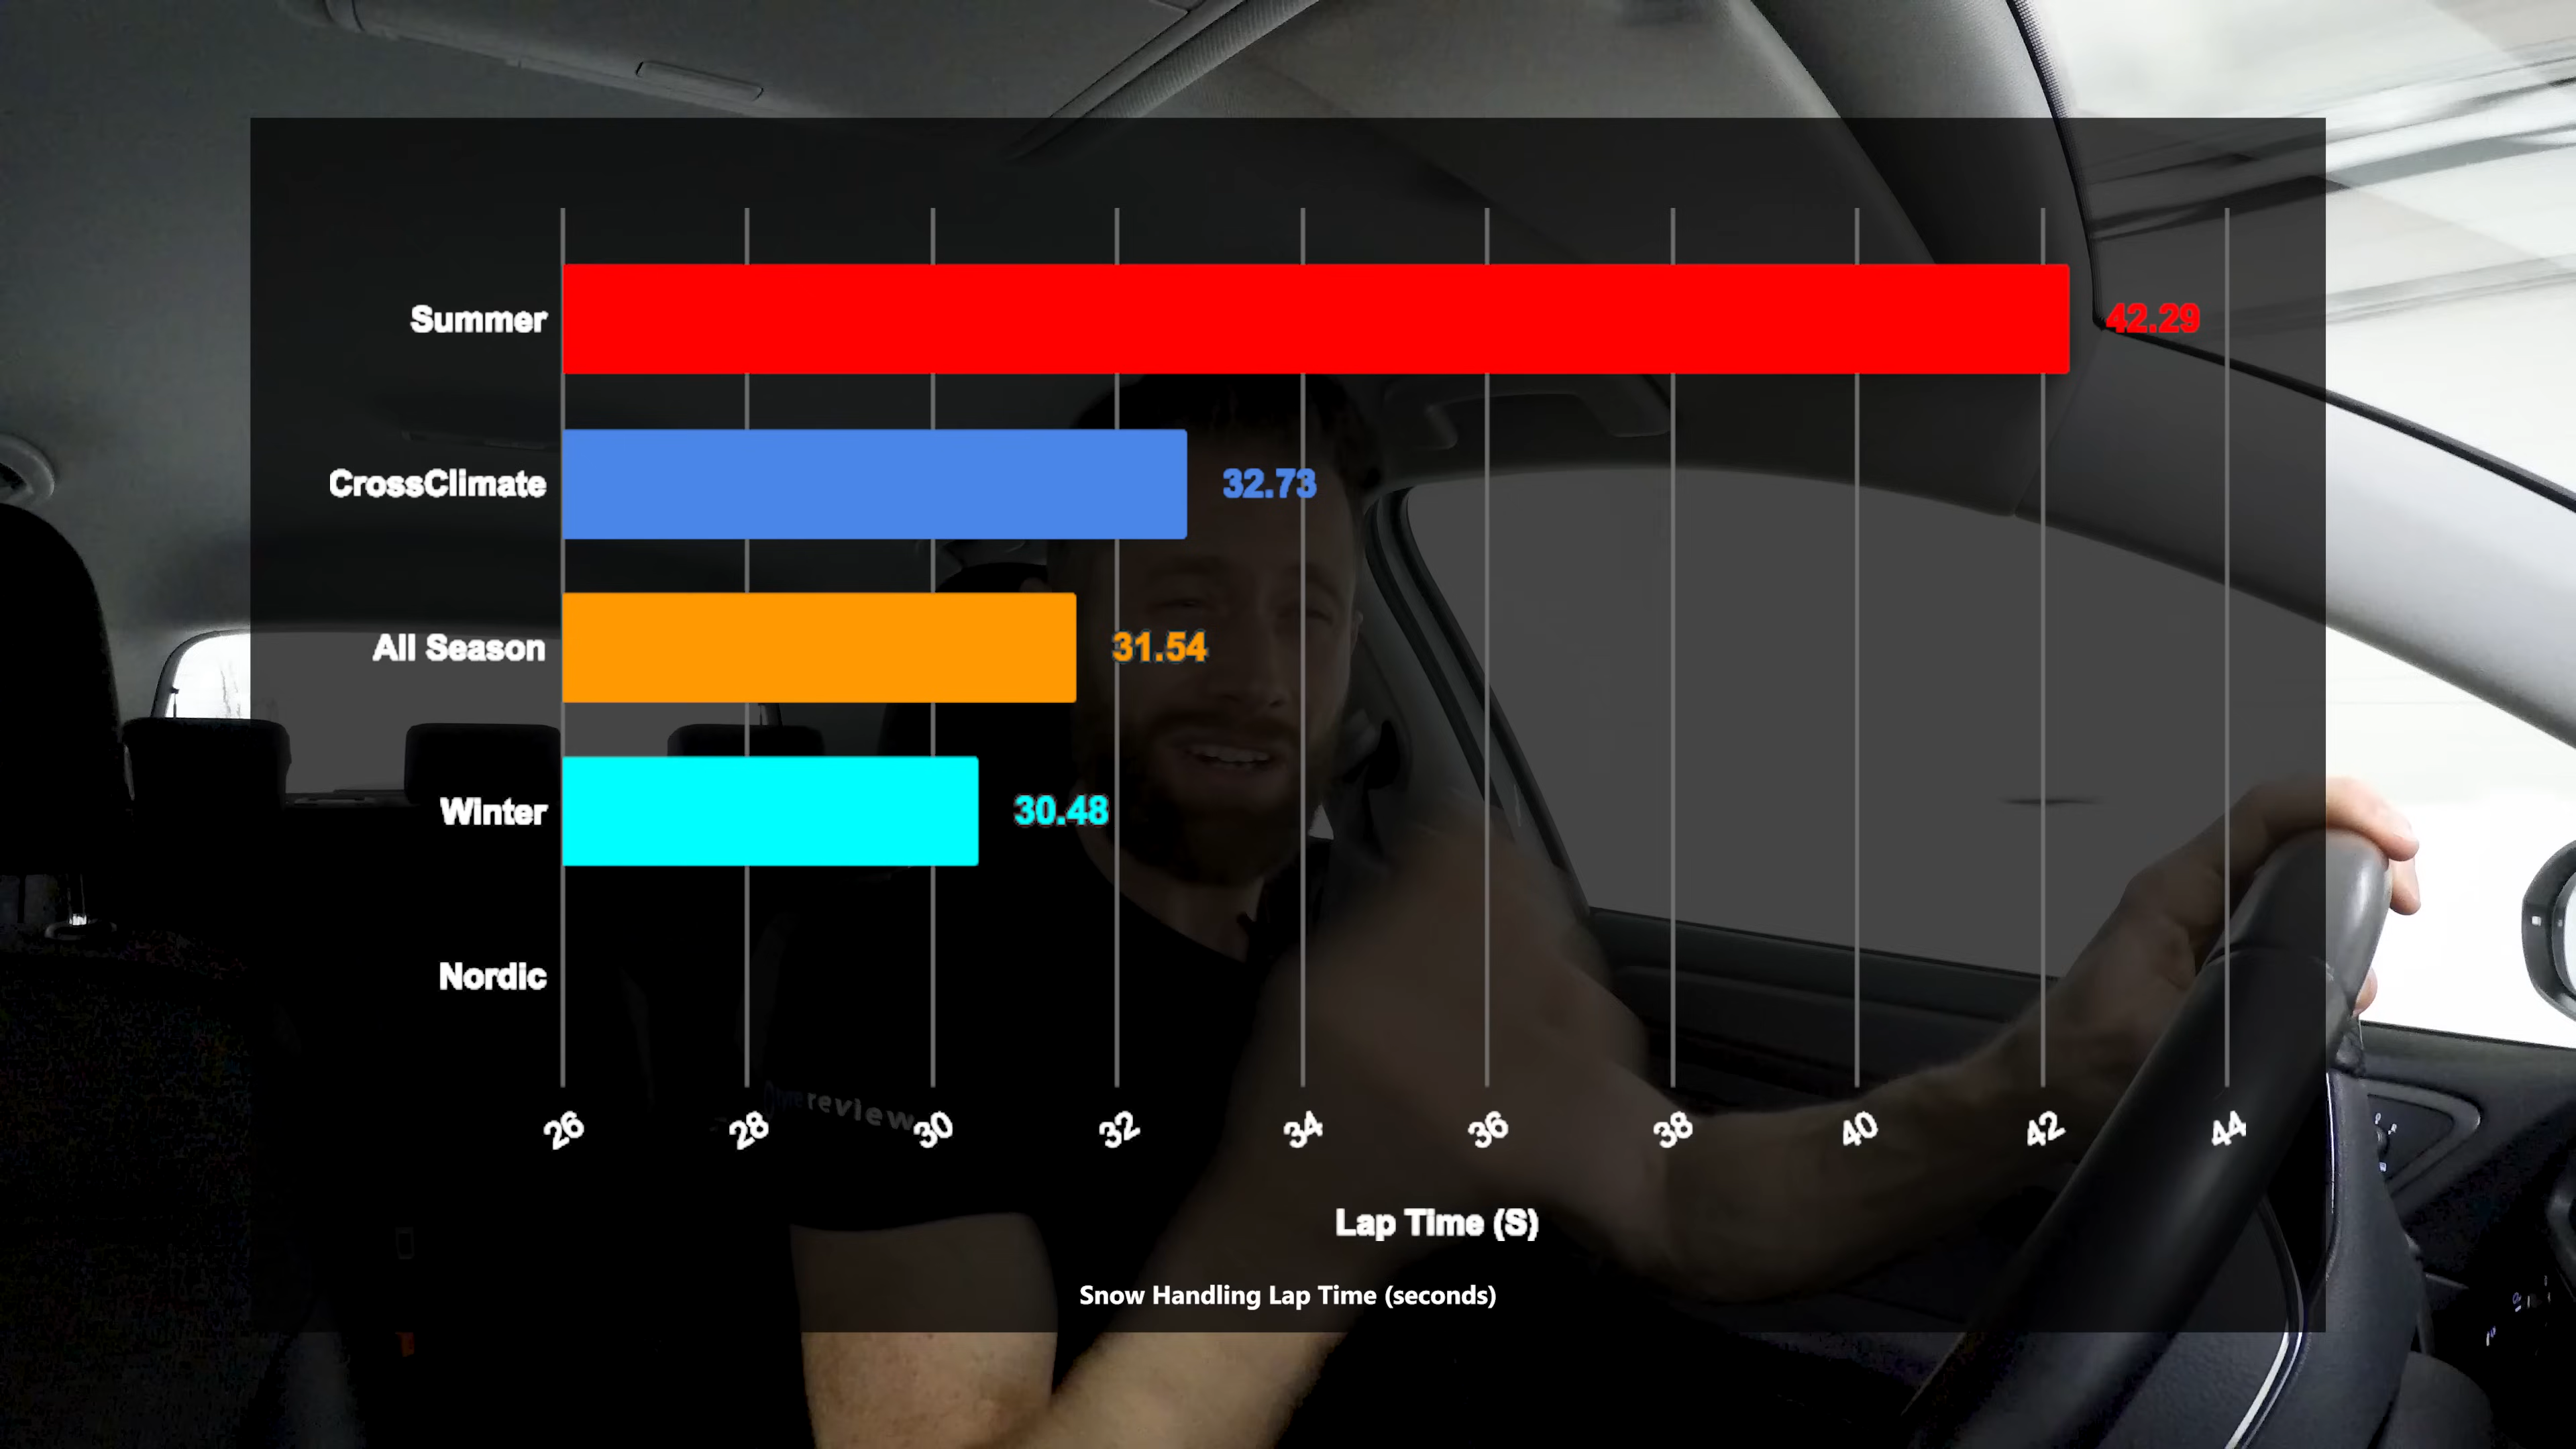 Summer
42.29
CrossClimate
32.73
All Season
31.54
Winter
30.48
Nordic
review
26 28 30 32 34 36 38 40 42 44
Lap Time (S)
Snow Handling Lap Time (seconds)